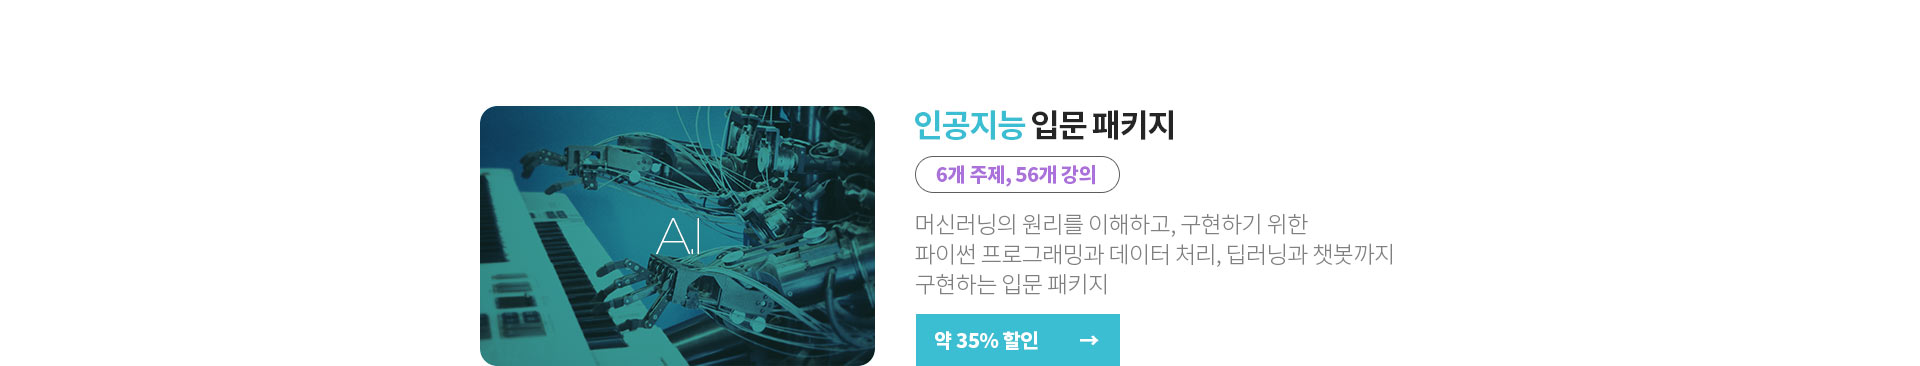 A.I
인공지능 입문 패키지
6개 주제, 56개 강의
머신러닝의 원리를 이해하고, 구현하기 위한
파이썬 프로그래밍과 데이터 처리, 딥러닝과 챗봇까지
구현하는 입문 패키지
약 35% 할인 →